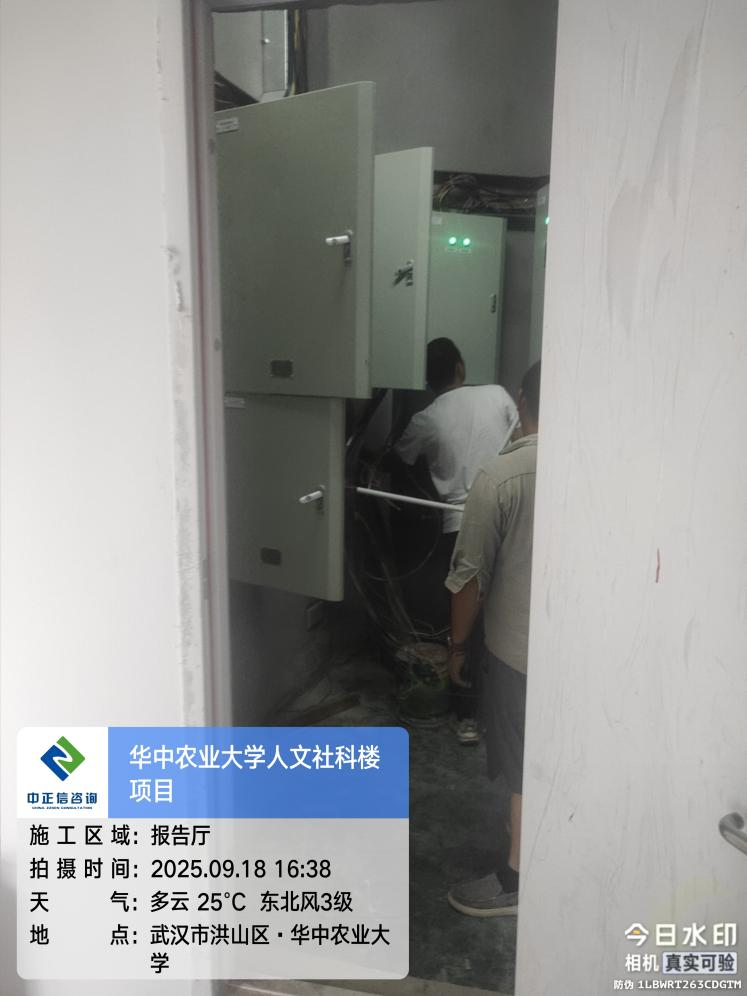 中正信咨询
华中农业大学人文社科楼
项目
施工区域：报告厅
拍摄时间：2025.09.18 16:38
天气：多云 25℃ 东北风3级
地点：武汉市洪山区·华中农业大
学
今日水印
相机 真实可验
防伪 1LBWRT263CDGTM